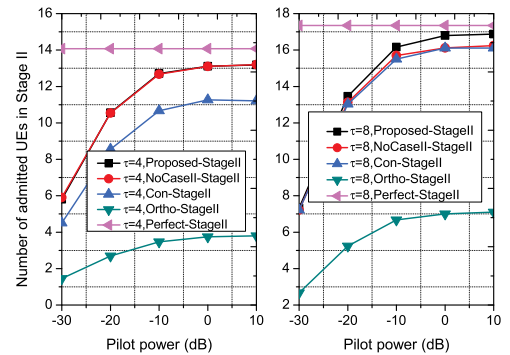 Number of admitted UEs in Stage II
16
14
12
10
8
6
4
2
0
-30 -20 -10 0 10
Pilot power (dB)
τ=4,Proposed-StageII
τ=4,NoCaseII-StageII
τ=4,Con-StageII
τ=4,Ortho-StageII
τ=4,Perfect-StageII
18
16
14
12
10
8
6
4
2
-30 -20 -10 0 10
Pilot power (dB)
τ=8,Proposed-StageII
τ=8,NoCaseII-StageII
τ=8,Con-StageII
τ=8,Ortho-StageII
τ=8,Perfect-StageII